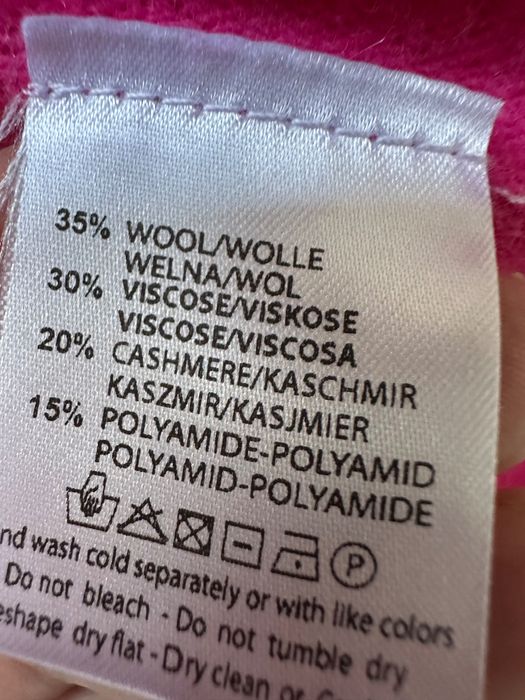 35% WOOL/WOLLE
WELNA/WOL
30% VISCOSE/VISKOSE
VISCOSE/VISCOSA
20% CASHMERE/KASCHMIR
KASZMIR/KASJMIER
15% POLYAMIDE-POLYAMID
POLYAMID-POLYAMIDE
P
wash cold separately or with like colors
Do not bleach - Do not tumble dry
dry flat - Dry clean or